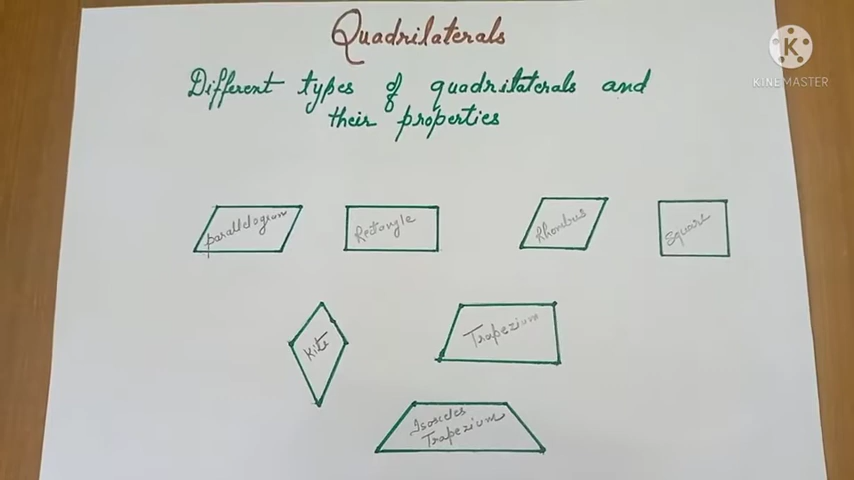 Quadrilaterals
Different types of quadrilaterals and
their properties
Parallelogram
Rectangle
Rhombus
Square
Kite
Trapezium
Isosceles
Trapezium
K
KINEMASTER